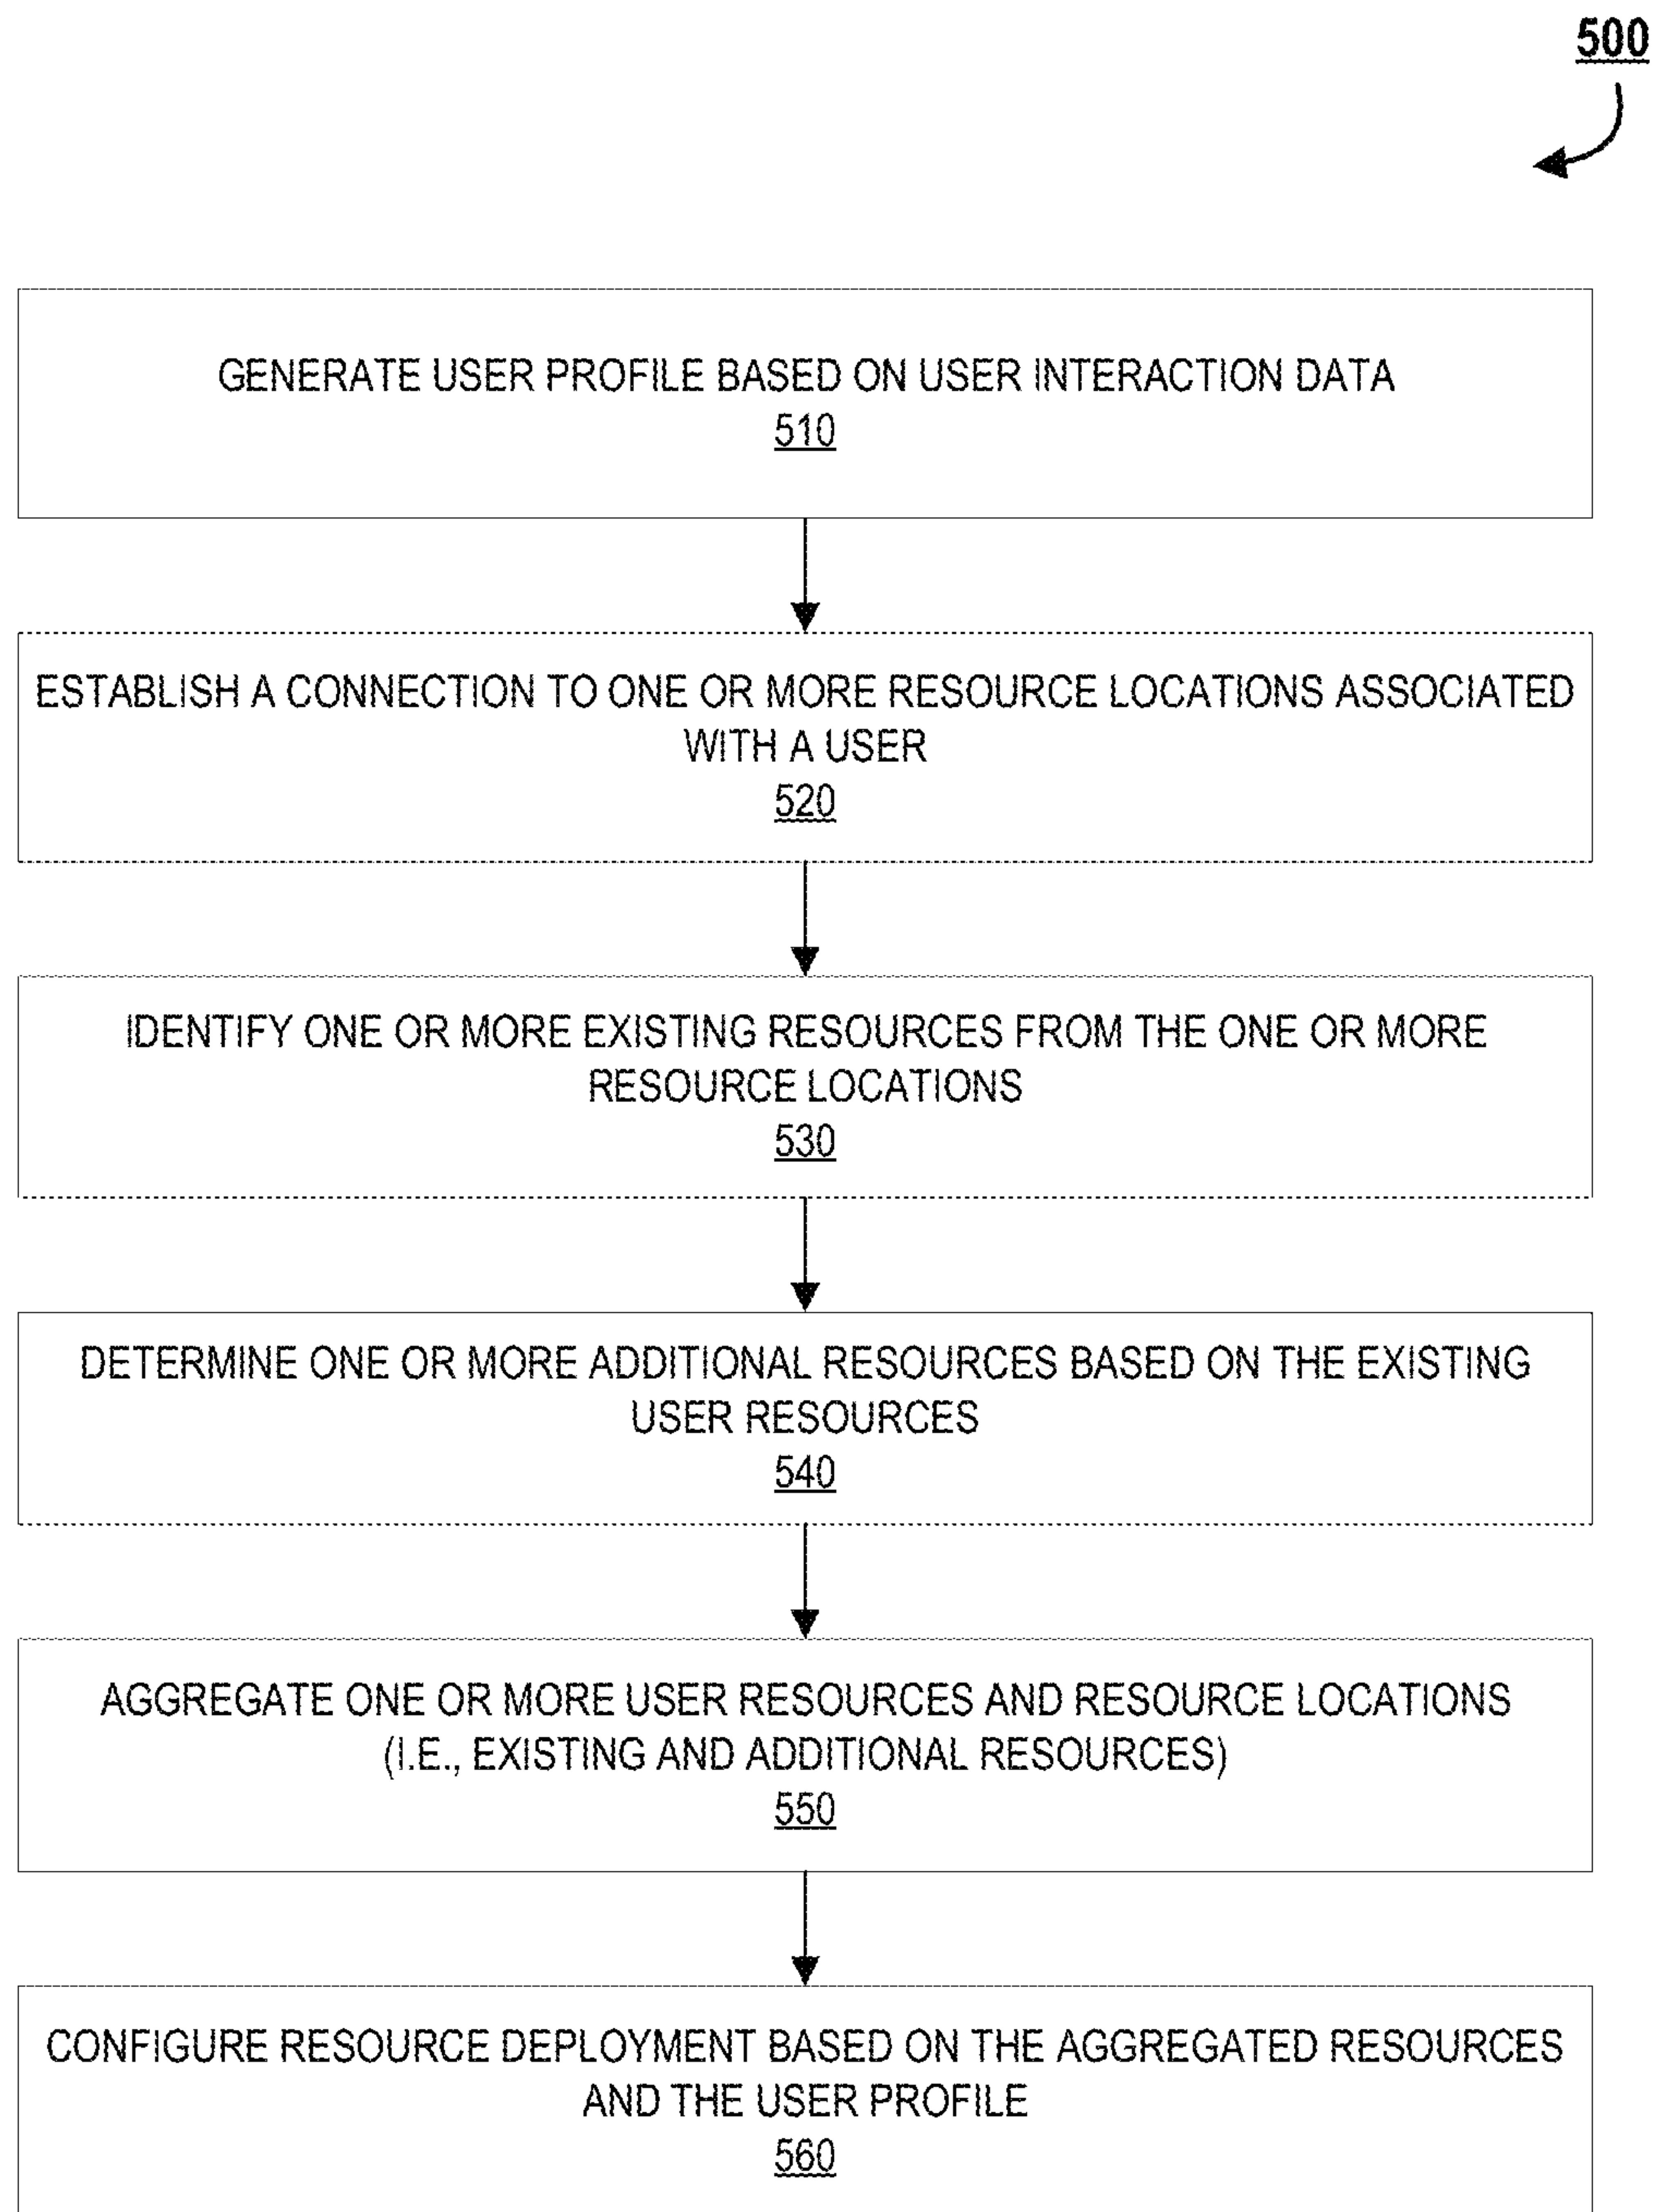 500
GENERATE USER PROFILE BASED ON USER INTERACTION DATA
510
ESTABLISH A CONNECTION TO ONE OR MORE RESOURCE LOCATIONS ASSOCIATED
WITH A USER
520
IDENTIFY ONE OR MORE EXISTING RESOURCES FROM THE ONE OR MORE
RESOURCE LOCATIONS
530
DETERMINE ONE OR MORE ADDITIONAL RESOURCES BASED ON THE EXISTING
USER RESOURCES
540
AGGREGATE ONE OR MORE USER RESOURCES AND RESOURCE LOCATIONS
(I.E., EXISTING AND ADDITIONAL RESOURCES)
550
CONFIGURE RESOURCE DEPLOYMENT BASED ON THE AGGREGATED RESOURCES
AND THE USER PROFILE
560